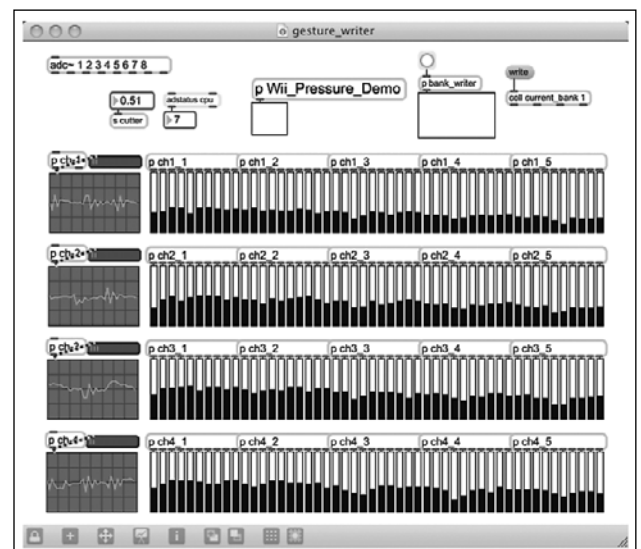 gesture_writer
adc~ 1 2 3 4 5 6 7 8
write
p bank_writer
p Wii_Pressure_Demo
0.51
adstatus cpu
coll current_bank 1
s cutter
7
p ch1_1 p ch1_2 p ch1_3 p ch1_4 p ch1_5
p ch2_1 p ch2_2 p ch2_3 p ch2_4 p ch2_5
p ch3_1 p ch3_2 p ch3_3 p ch3_4 p ch3_5
p ch4_1 p ch4_2 p ch4_3 p ch4_4 p ch4_5